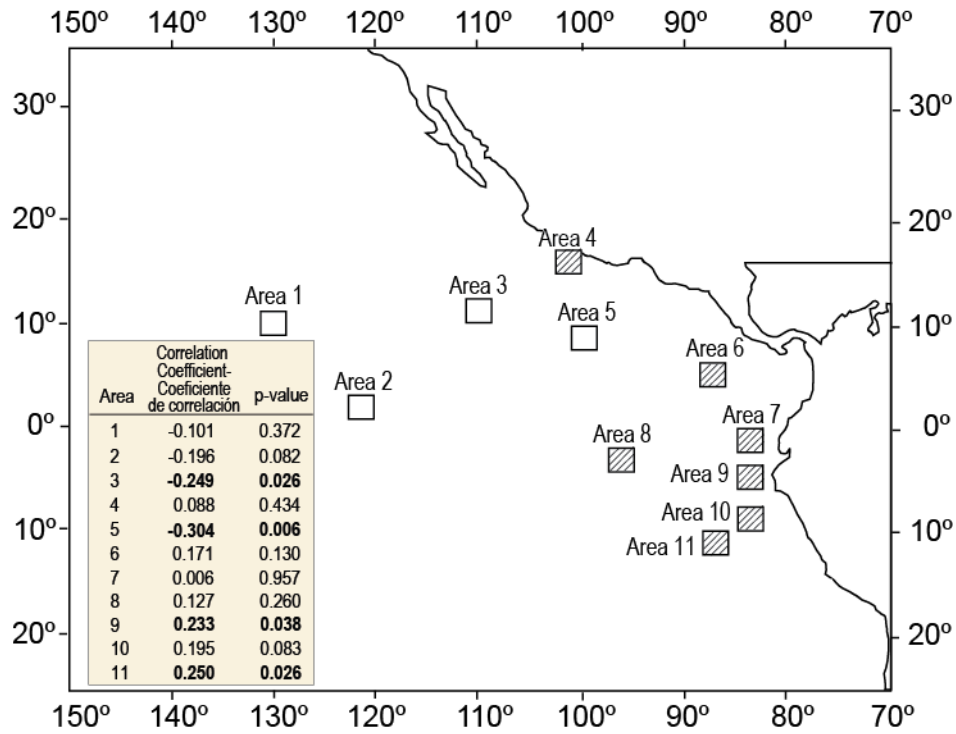 150º 140º 130º 120º 110º 100º 90º 80º 70º
30º 30º
20º 20º
Area 4
Area 3
Area 1
Area 5
10º 10º
Area 6
Area 2
Area 7
0º 0º
Area 8
Area 9
Area 10
10º 10º
Area 11
20º 20º
Correlation
Coefficient-
Coeficiente
Area de correlación p-value
1 -0.101 0.372
2 -0.196 0.082
3 -0.249 0.026
4 0.088 0.434
5 -0.304 0.006
6 0.171 0.130
7 0.006 0.957
8 0.127 0.260
9 0.233 0.038
10 0.195 0.083
11 0.250 0.026
150º 140º 130º 120º 110º 100º 90º 80º 70º